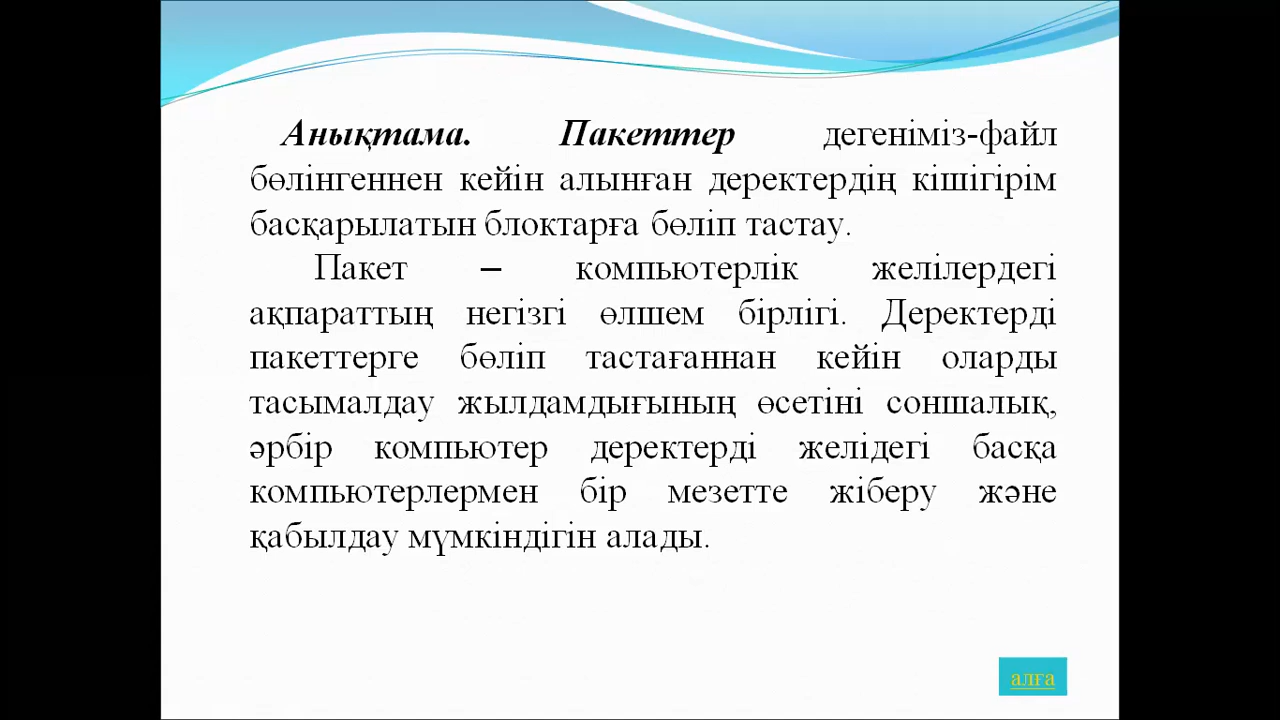 Анықтама. Пакеттер дегеніміз-файл
бөлінгеннен кейін алынған деректердің кішігірім
басқарылатын блоктарға бөліп тастау.
Пакет – компьютерлік желілердегі
ақпараттың негізгі өлшем бірлігі. Деректерді
пакеттерге бөліп тастағаннан кейін оларды
тасымалдау жылдамдығының өсетіні соншалық,
әрбір компьютер деректерді желідегі басқа
компьютерлермен бір мезетте жіберу және
қабылдау мүмкіндігін алады.
алға